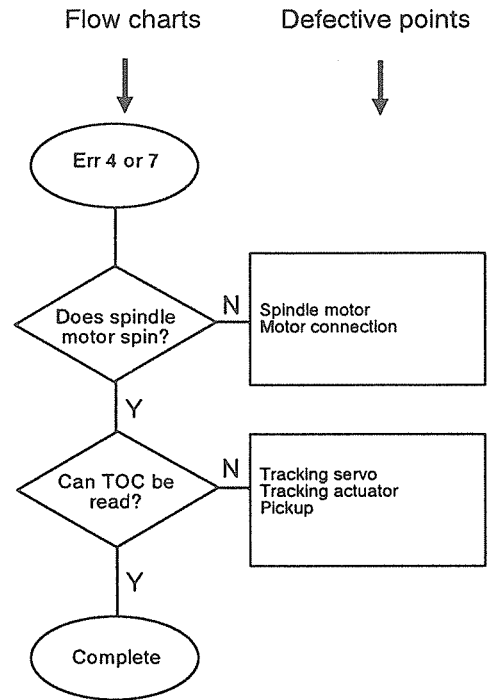 Flow charts
Defective points
Err 4 or 7
Does spindle
motor spin?
N
Spindle motor
Motor connection
Y
Can TOC be
read?
N
Tracking servo
Tracking actuator
Pickup
Y
Complete